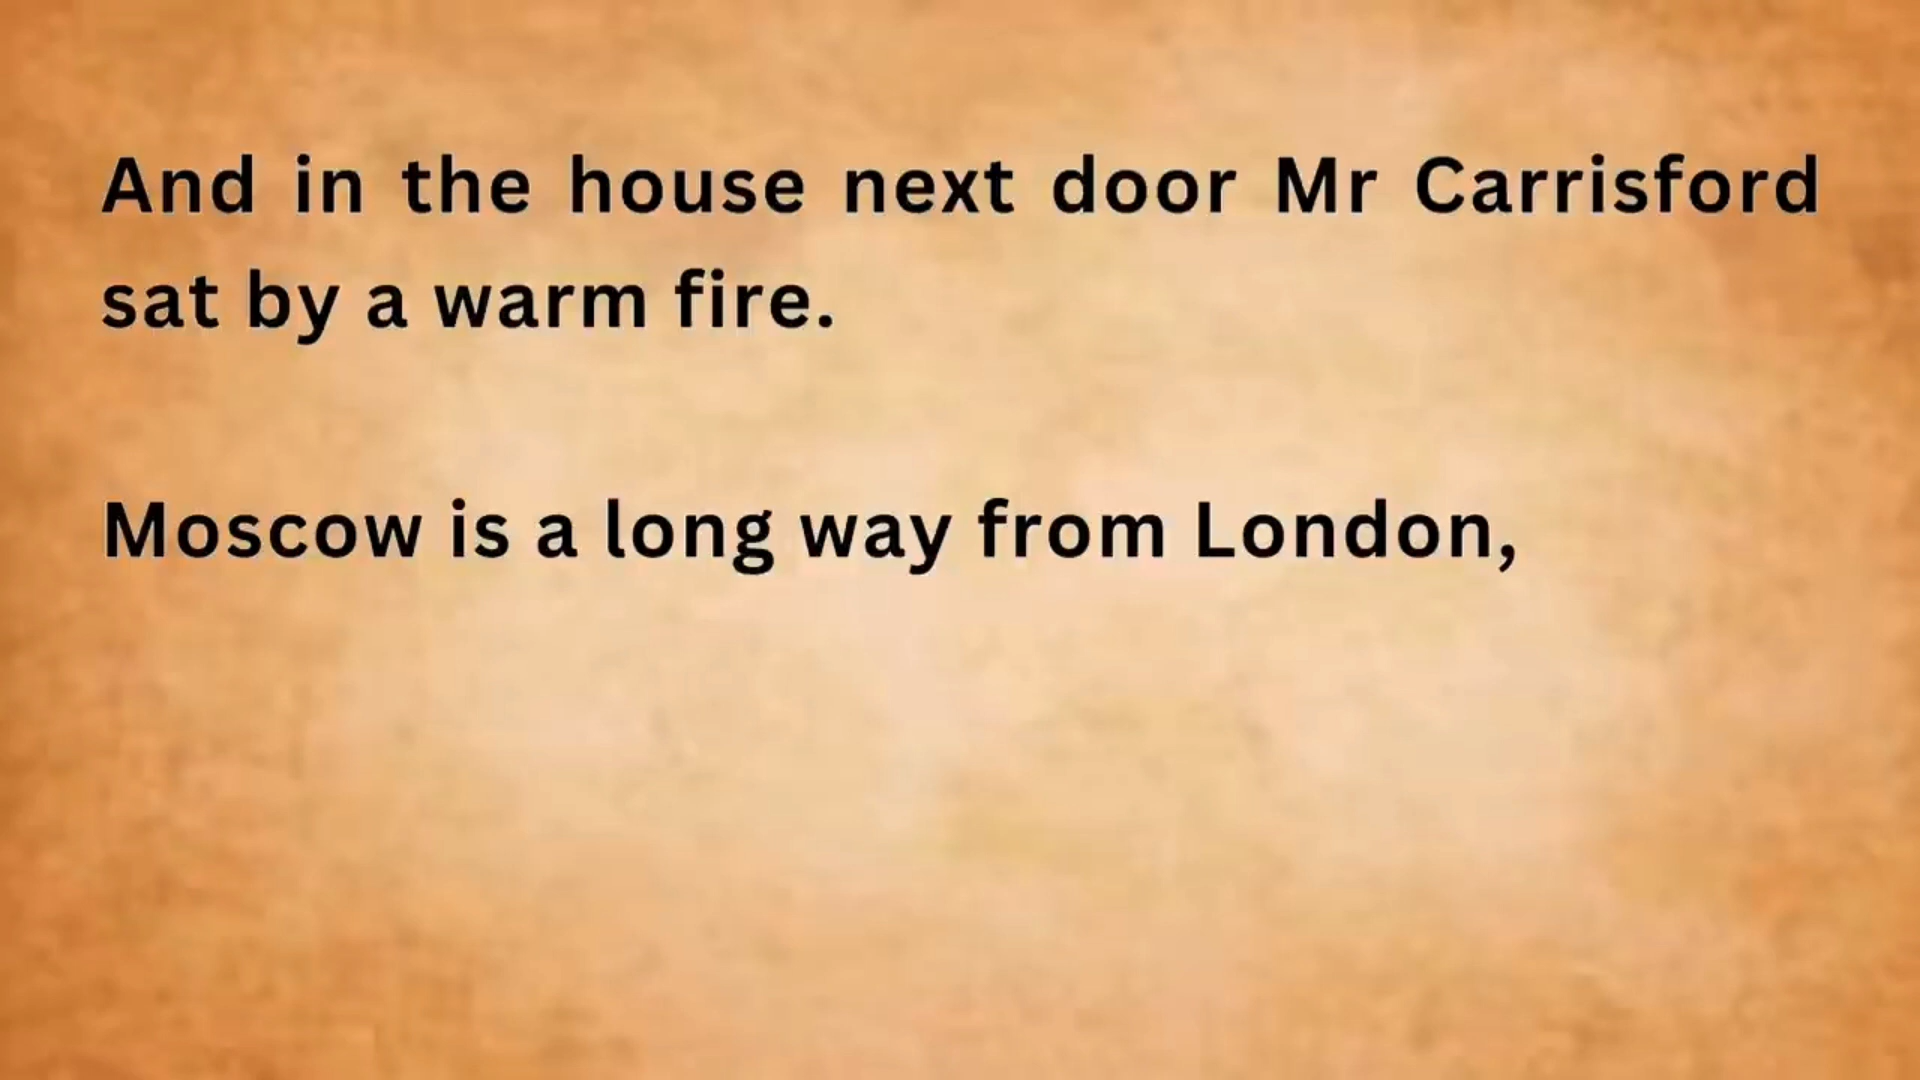 And in the house next door Mr Carrisford
sat by a warm fire.
Moscow is a long way from London,